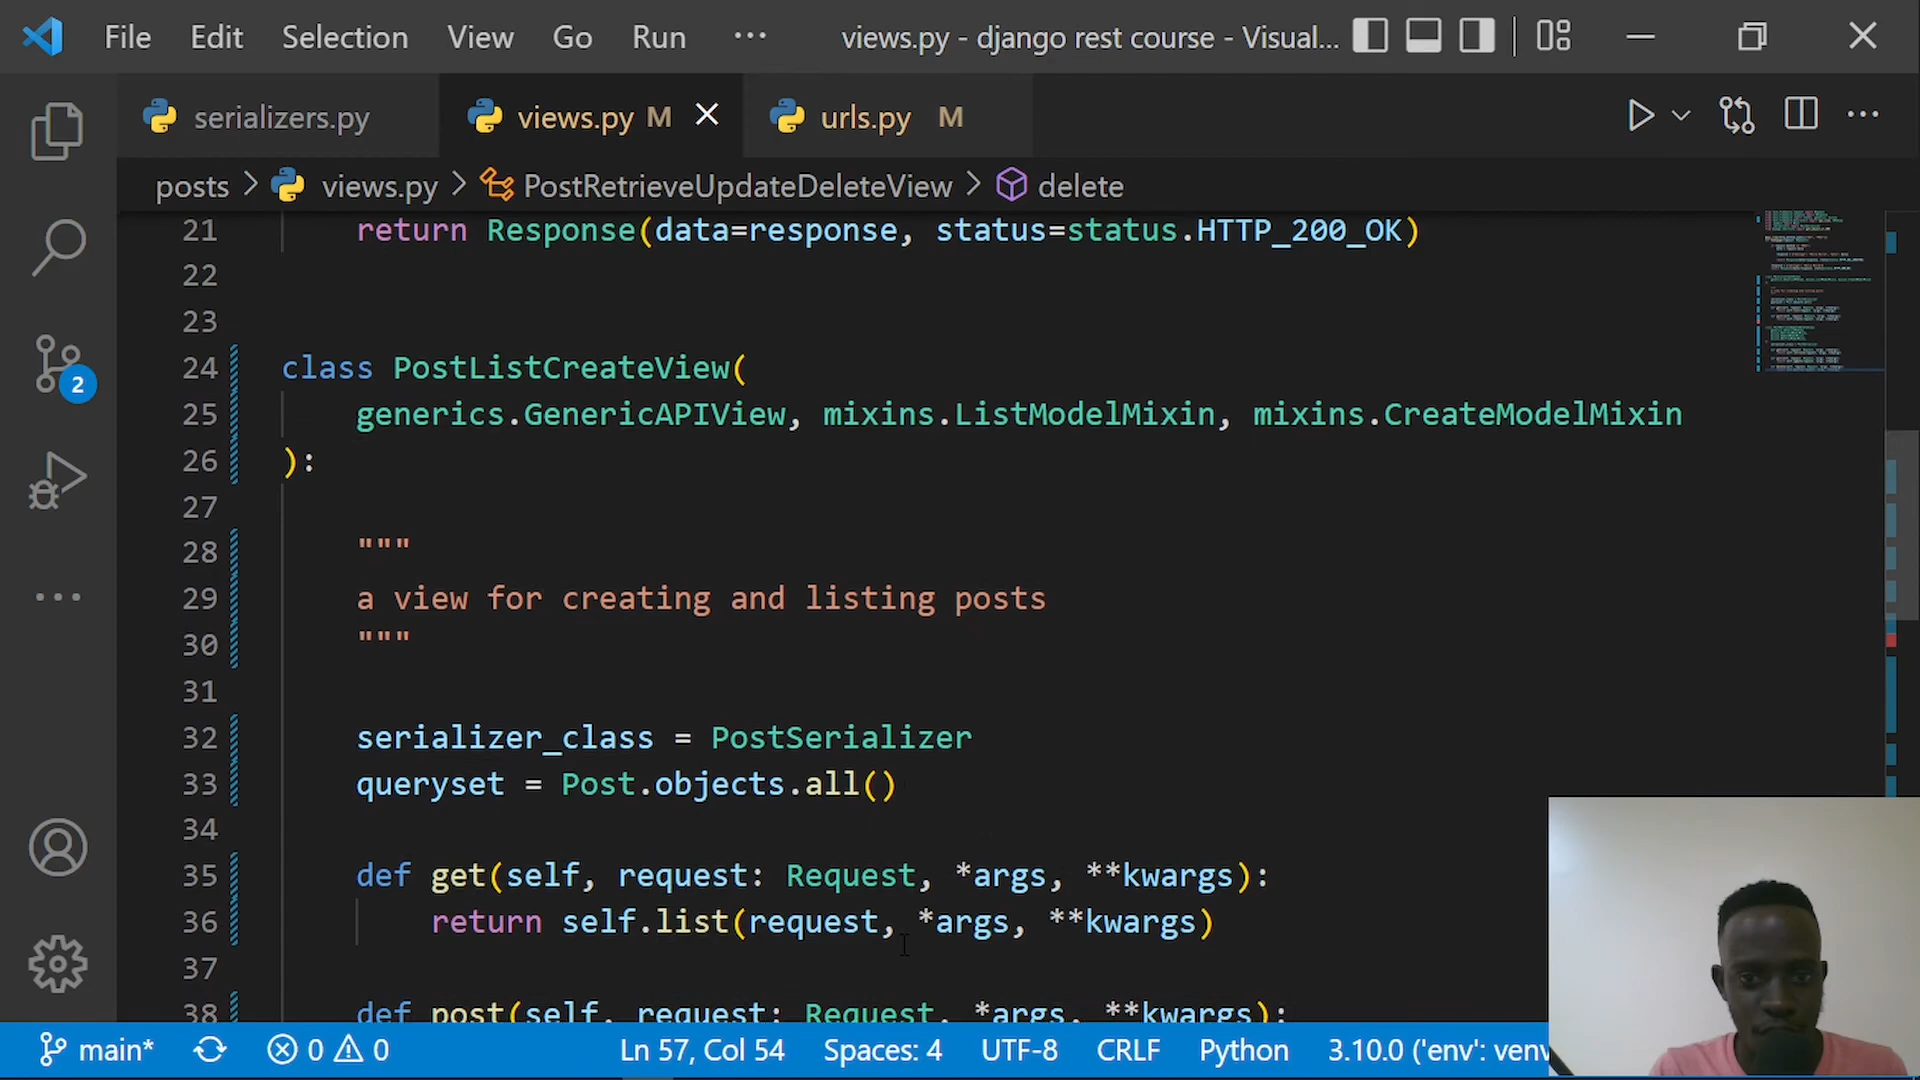 File Edit Selection View Go Run ··· views.py - django rest course - Visual...
serializers.py views.py M urls.py M
posts > views.py > PostRetrieveUpdateDeleteView > delete
21 return Response(data=response, status=status.HTTP_200_OK)
22
23
24 class PostListCreateView(
25 generics.GenericAPIView, mixins.ListModelMixin, mixins.CreateModelMixin
26 ):
27
28 """
29 a view for creating and listing posts
30 """
31
32 serializer_class = PostSerializer
33 queryset = Post.objects.all()
34
35 def get(self, request: Request, *args, **kwargs):
36 return self.list(request, *args, **kwargs)
37
38 def post(self, request: Request, *args, **kwargs):
2
main* 0 0 Ln 57, Col 54 Spaces: 4 UTF-8 CRLF Python 3.10.0 ('env': venv